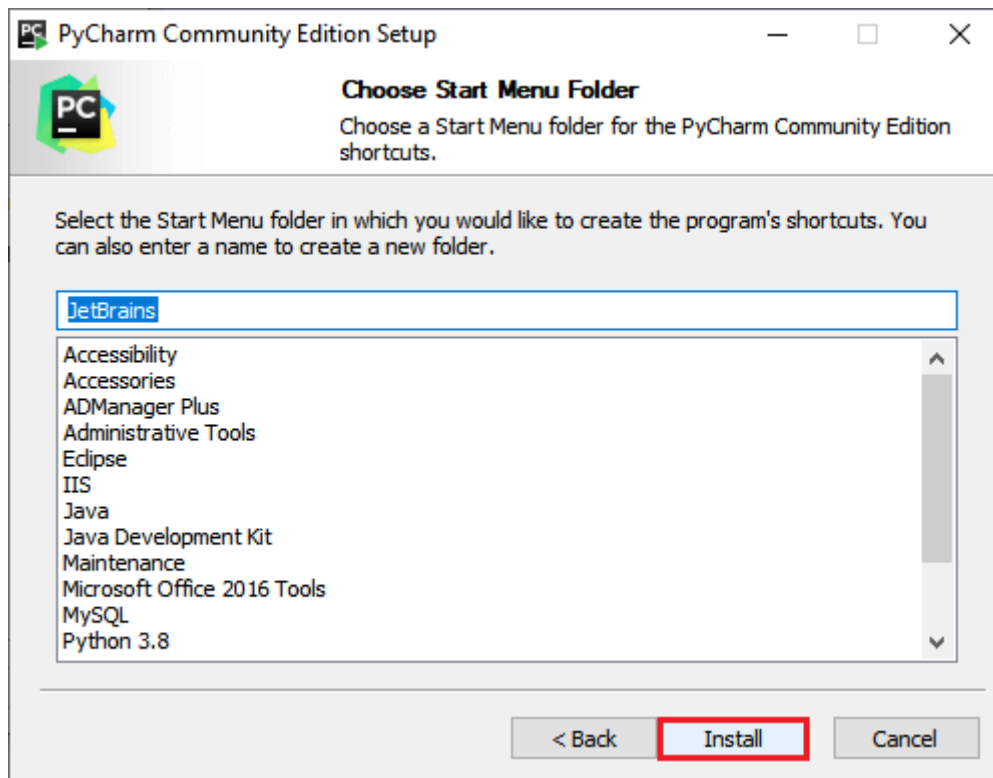 PC PyCharm Community Edition Setup
PC
Choose Start Menu Folder
Choose a Start Menu folder for the PyCharm Community Edition
shortcuts.
Select the Start Menu folder in which you would like to create the program's shortcuts. You
can also enter a name to create a new folder.
JetBrains
Accessibility
Accessories
ADManager Plus
Administrative Tools
Eclipse
IIS
Java
Java Development Kit
Maintenance
Microsoft Office 2016 Tools
MySQL
Python 3.8
< Back Install Cancel